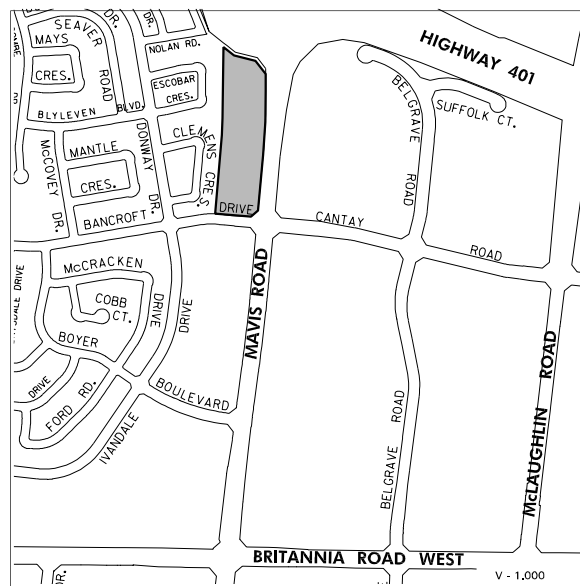 DR.
DR.
SEAVER
ROAD
MAYS
CRES.
NOLAN RD.
ESCOBAR
CRES.
BLYLEVEN BLVD.
CLEMENS CRES.
DONWAY DR.
McCOVEY DR.
MANTLE
CRES.
BANCROFT DRIVE
HIGHWAY 401
BELGRAVE ROAD
SUFFOLK CT.
CANTAY ROAD
McCRACKEN DRIVE
DRIVE
COBB
CT.
BOYER
BOULEVARD
MAVIS ROAD
DRIVE
FORD RD.
IVANDALE
BELGRAVE ROAD
McLAUGHLIN ROAD
BRITANNIA ROAD WEST
DR.
V - 1.000